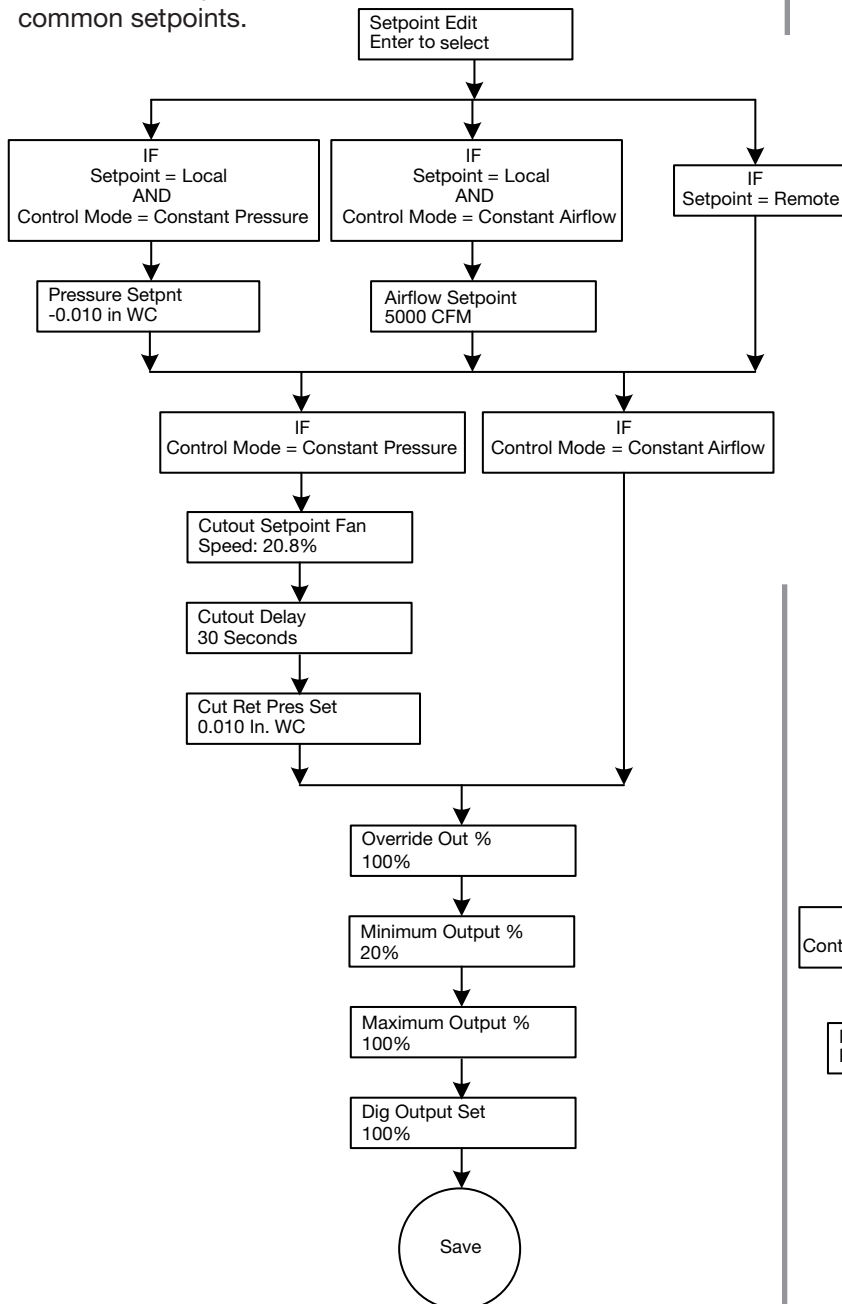 common setpoints.
Setpoint Edit
Enter to select
IF
Setpoint = Local
AND
Control Mode = Constant Pressure
IF
Setpoint = Local
AND
Control Mode = Constant Airflow
IF
Setpoint = Remote
Pressure Setpnt
-0.010 in WC
Airflow Setpoint
5000 CFM
IF
Control Mode = Constant Pressure
IF
Control Mode = Constant Airflow
Cutout Setpoint Fan
Speed: 20.8%
Cutout Delay
30 Seconds
Cut Ret Pres Set
0.010 In. WC
Override Out %
100%
Minimum Output %
20%
Maximum Output %
100%
Dig Output Set
100%
Save